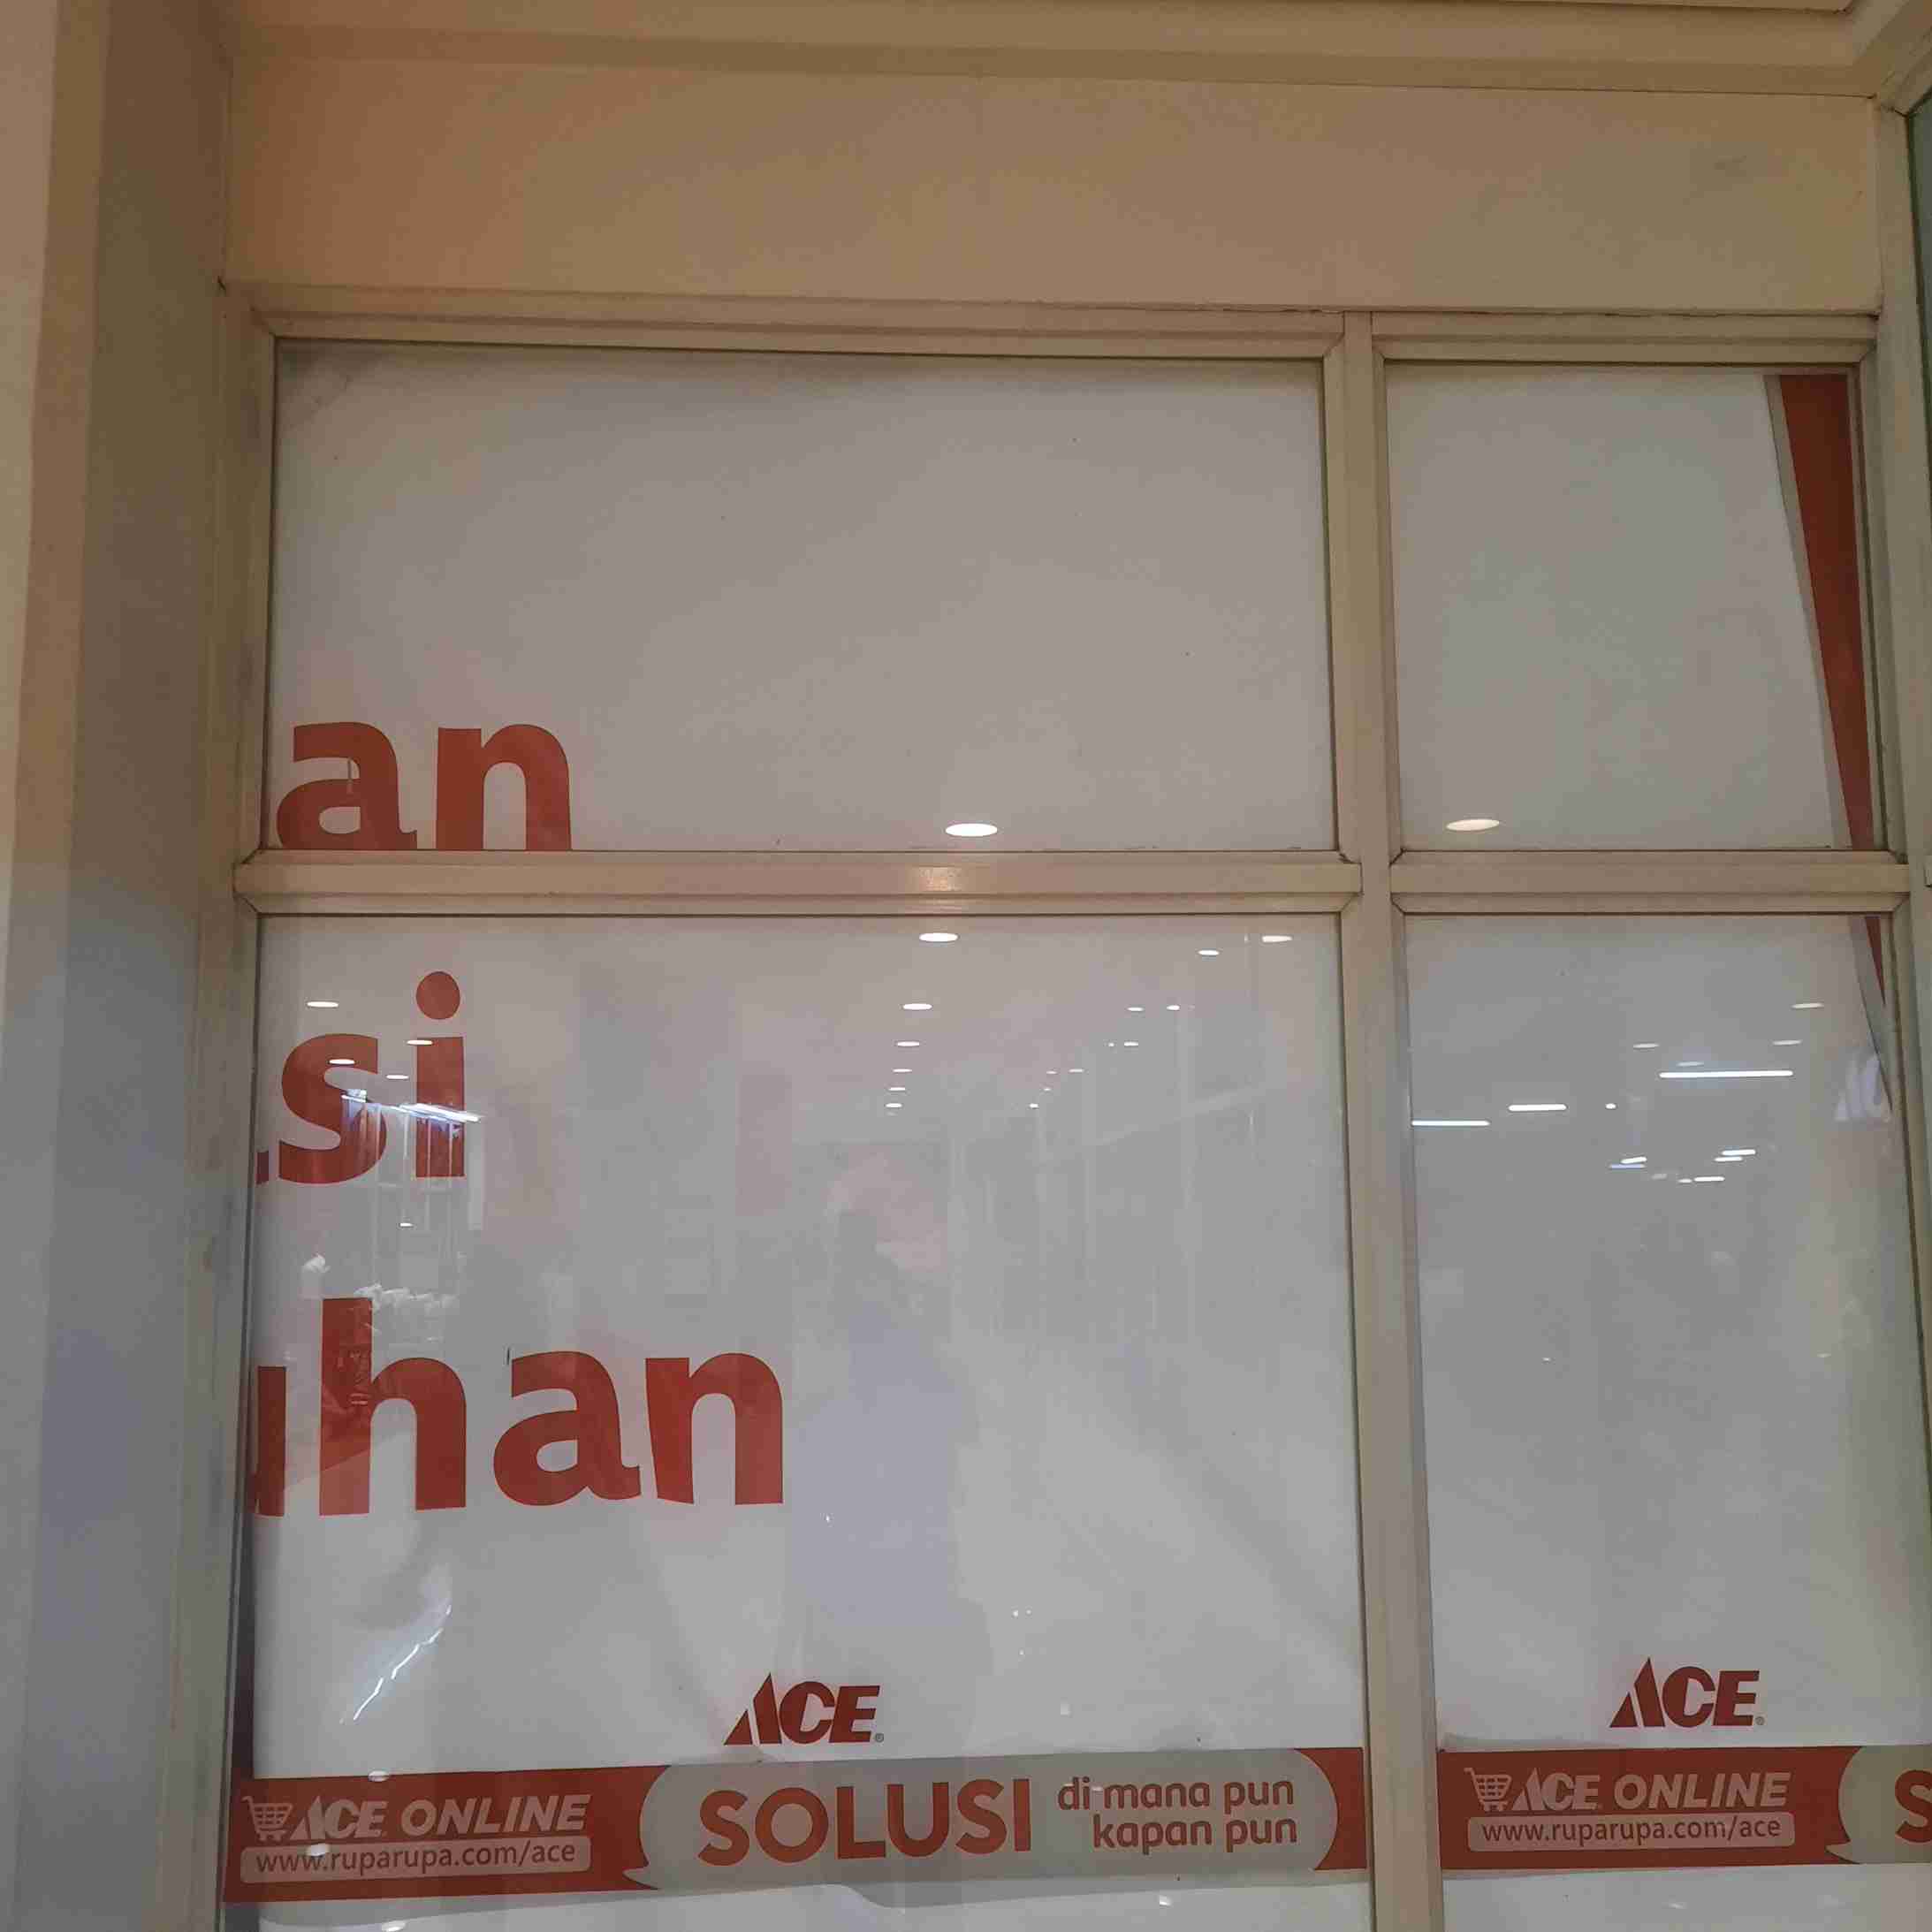 an
si
uhan
ACE
ACE
ACE ONLINE
www.ruparupa.com/ace
SOLUSI
di mana pun
kapan pun
ACE ONLINE
www.ruparupa.com/ace
S